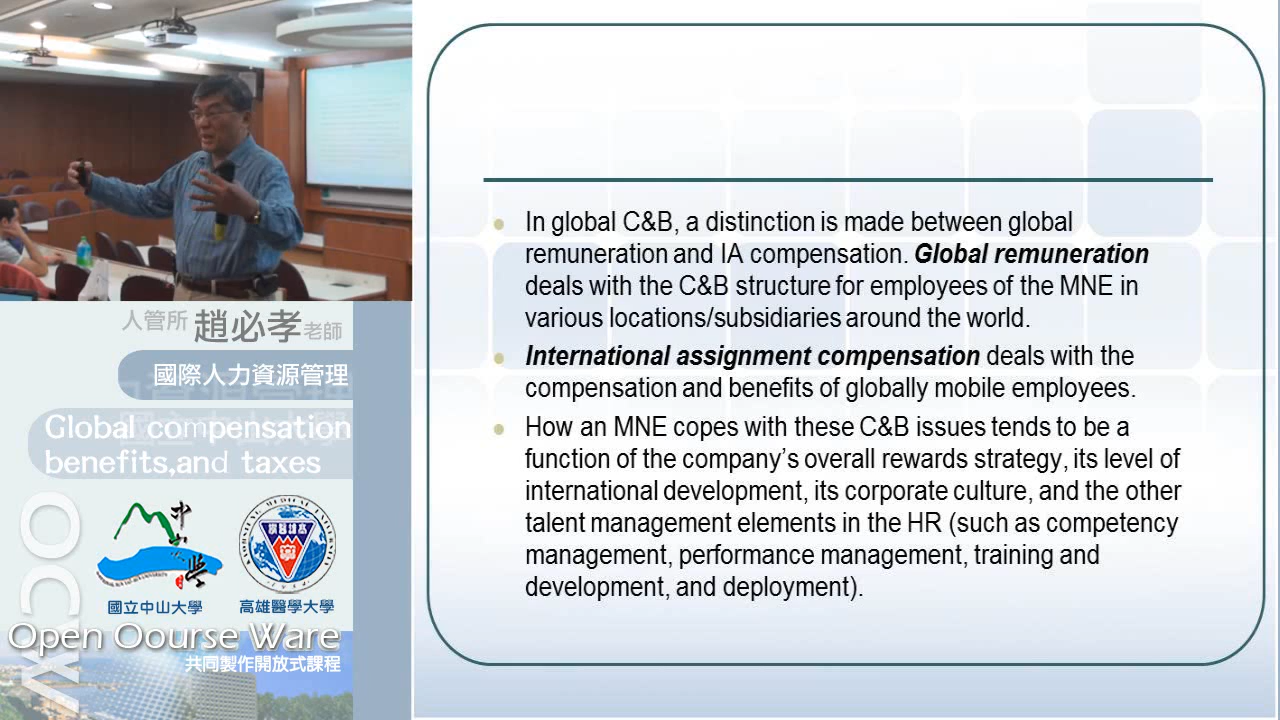 人管所 趙必孝老師
國際人力資源管理
Global compensation
benefits,and taxes
國立中山大學
高雄醫學大學
OCW
Open Oourse Ware
共同製作開放式課程
In global C&B, a distinction is made between global
remuneration and IA compensation. Global remuneration
deals with the C&B structure for employees of the MNE in
various locations/subsidiaries around the world.
International assignment compensation deals with the
compensation and benefits of globally mobile employees.
How an MNE copes with these C&B issues tends to be a
function of the company's overall rewards strategy, its level of
international development, its corporate culture, and the other
talent management elements in the HR (such as competency
management, performance management, training and
development, and deployment).